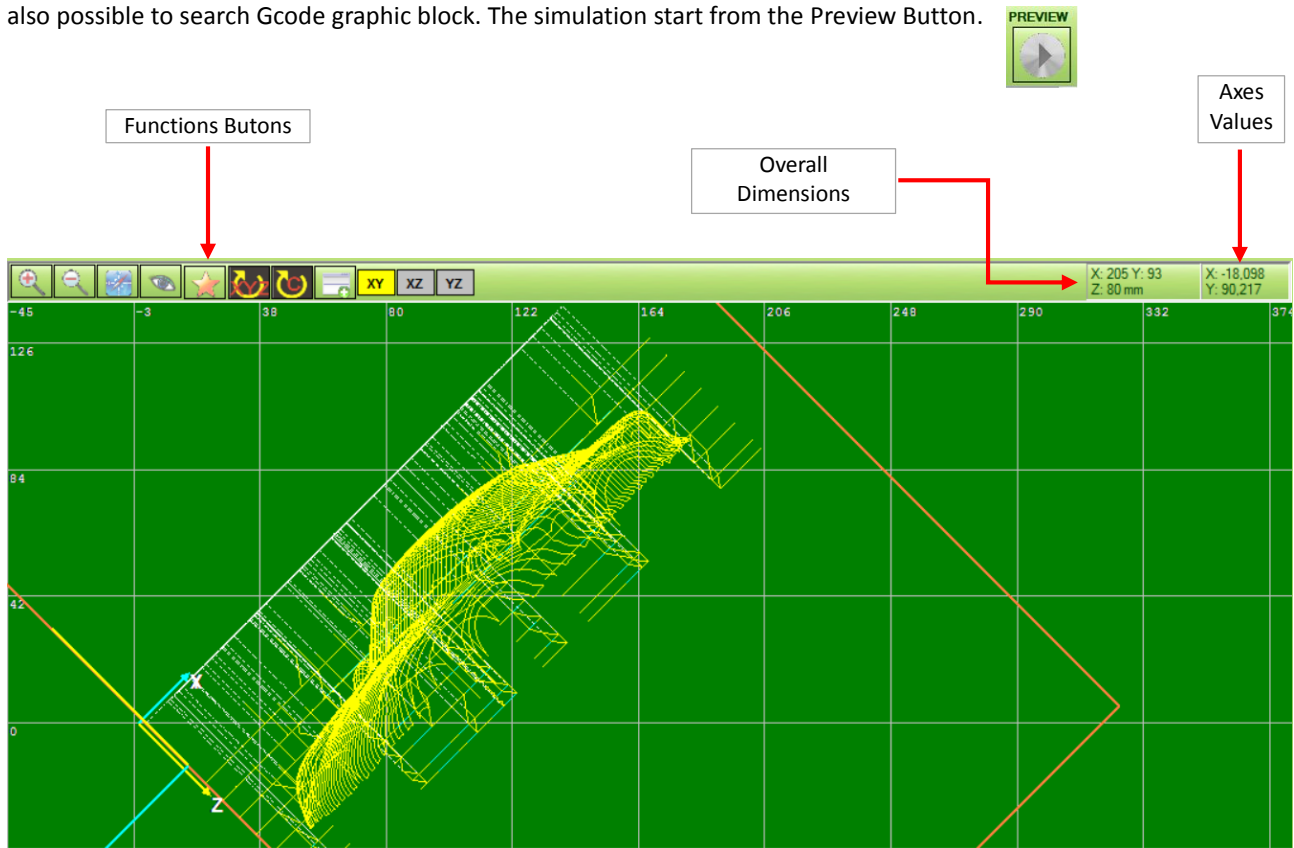 also possible to search Gcode graphic block. The simulation start from the Preview Button.
PREVIEW
Axes
Values
Functions Butons
Overall
Dimensions
XY XZ YZ
X: 205 Y: 93
Z: 80 mm
X: -18,098
Y: 90,217
-45 -3 38 80 122 164 206 248 290 332 374
126
84
42
X
0
Z